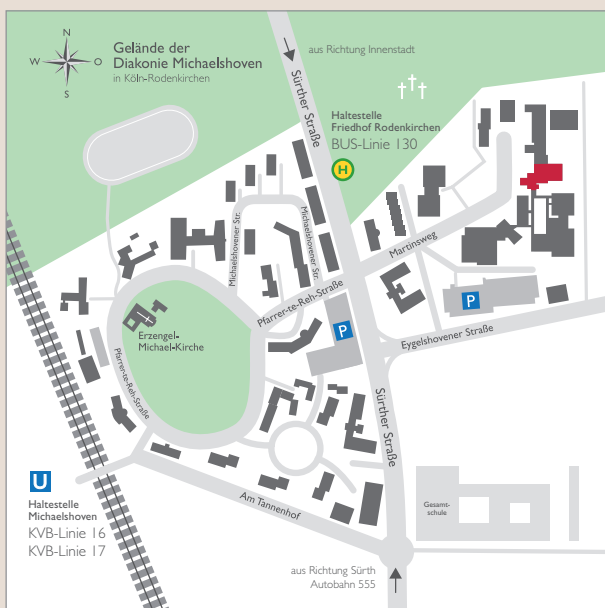 N
W
O
S
Gelände der
Diakonie Michaelshoven
in Köln-Rodenkirchen
aus Richtung Innenstadt
Sürther Straße
Haltestelle
Friedhof Rodenkirchen
BUS-Linie 130
H
Michaelshovener Str.
Michaelshovener Str.
Martinsweg
Pfarrer-te-Reh-Straße
P
P
Erzengel-
Michael-Kirche
Eygelshovener Straße
Pfarrer-te-Reh-Straße
Sürther Straße
U
Haltestelle
Michaelshoven
KVB-Linie 16
KVB-Linie 17
Am Tannenhof
Gesamt-
schule
aus Richtung Sürth
Autobahn 555